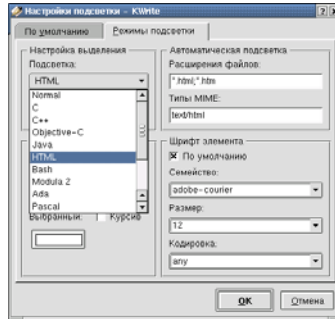 Настройки подсветки - KWrite
По умолчанию
Режимы подсветки
Настройка выделения
Подсветка:
HTML
Normal
C
C++
Objective-C
Java
HTML
Bash
Modula 2
Ada
Pascal
Выбранный:
Курсив
Автоматическая подсветка
Расширения файлов:
*.html;*.htm
Типы MIME:
text/html
Шрифт элемента
По умолчанию
Семейство:
adobe-courier
Размер:
12
Кодировка:
any
OK
Отмена